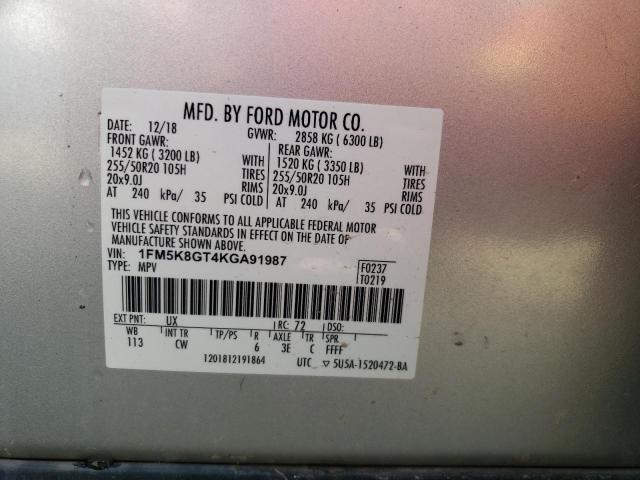 MFD. BY FORD MOTOR CO.
DATE: 12/18 GVWR: 2858 KG ( 6300 LB)
FRONT GAWR: REAR GAWR:
1452 KG ( 3200 LB) WITH 1520 KG ( 3350 LB) WITH
255/50R20 105H TIRES 255/50R20 105H TIRES
20x9.0J RIMS 20x9.0J RIMS
AT 240 kPa/ 35 PSI COLD AT 240 kPa/ 35 PSI COLD
THIS VEHICLE CONFORMS TO ALL APPLICABLE FEDERAL MOTOR
VEHICLE SAFETY STANDARDS IN EFFECT ON THE DATE OF
MANUFACTURE SHOWN ABOVE.
VIN: 1FM5K8GT4KGA91987 F0237
TYPE: MPV T0219
EXT PNT: UX RC: 72 DSO:
WB INT TR TP/PS R AXLE TR SPR
113 CW 6 3E C FFFF
1201812191864 UTC ▽ 5U5A-1520472-BA